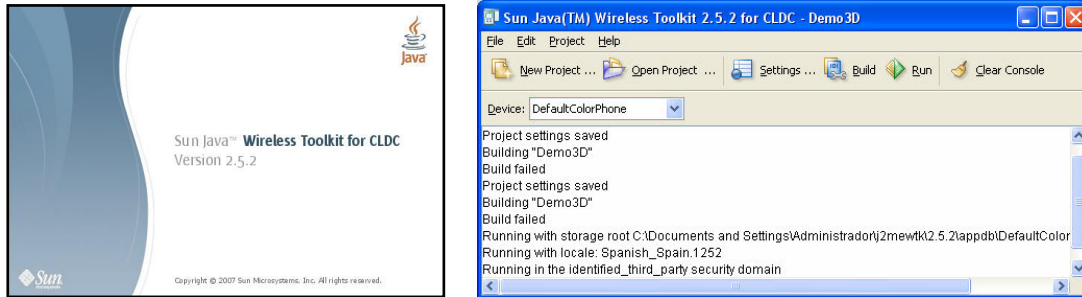 Java
Sun Java™ Wireless Toolkit for CLDC
Version 2.5.2
Sun
Copyright © 2007 Sun Microsystems, Inc. All rights reserved.
Sun Java(TM) Wireless Toolkit 2.5.2 for CLDC - Demo3D
File Edit Project Help
New Project ... Open Project ... Settings ... Build Run Clear Console
Device: DefaultColorPhone
Project settings saved
Building "Demo3D"
Build failed
Project settings saved
Building "Demo3D"
Build failed
Running with storage root C:\Documents and Settings\Administrador\j2mewtk\2.5.2\appdb\DefaultColor
Running with locale: Spanish_Spain.1252
Running in the identified_third_party security domain